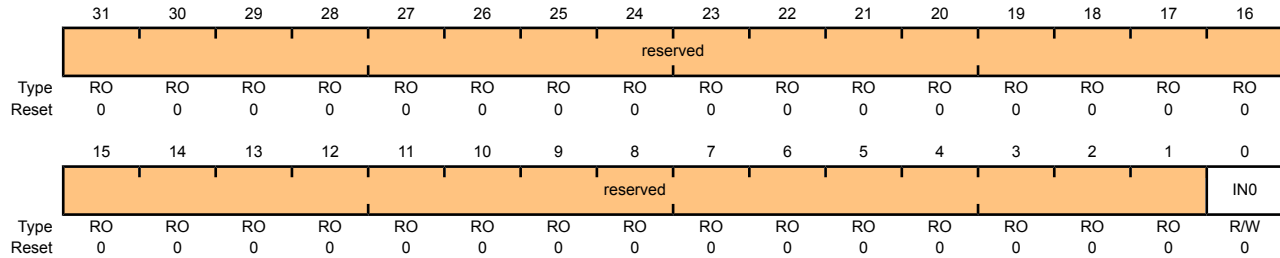 31 30 29 28 27 26 25 24 23 22 21 20 19 18 17 16
reserved
Type RO RO RO RO RO RO RO RO RO RO RO RO RO RO RO RO
Reset 0 0 0 0 0 0 0 0 0 0 0 0 0 0 0 0
15 14 13 12 11 10 9 8 7 6 5 4 3 2 1 0
reserved IN0
Type RO RO RO RO RO RO RO RO RO RO RO RO RO RO RO R/W
Reset 0 0 0 0 0 0 0 0 0 0 0 0 0 0 0 0